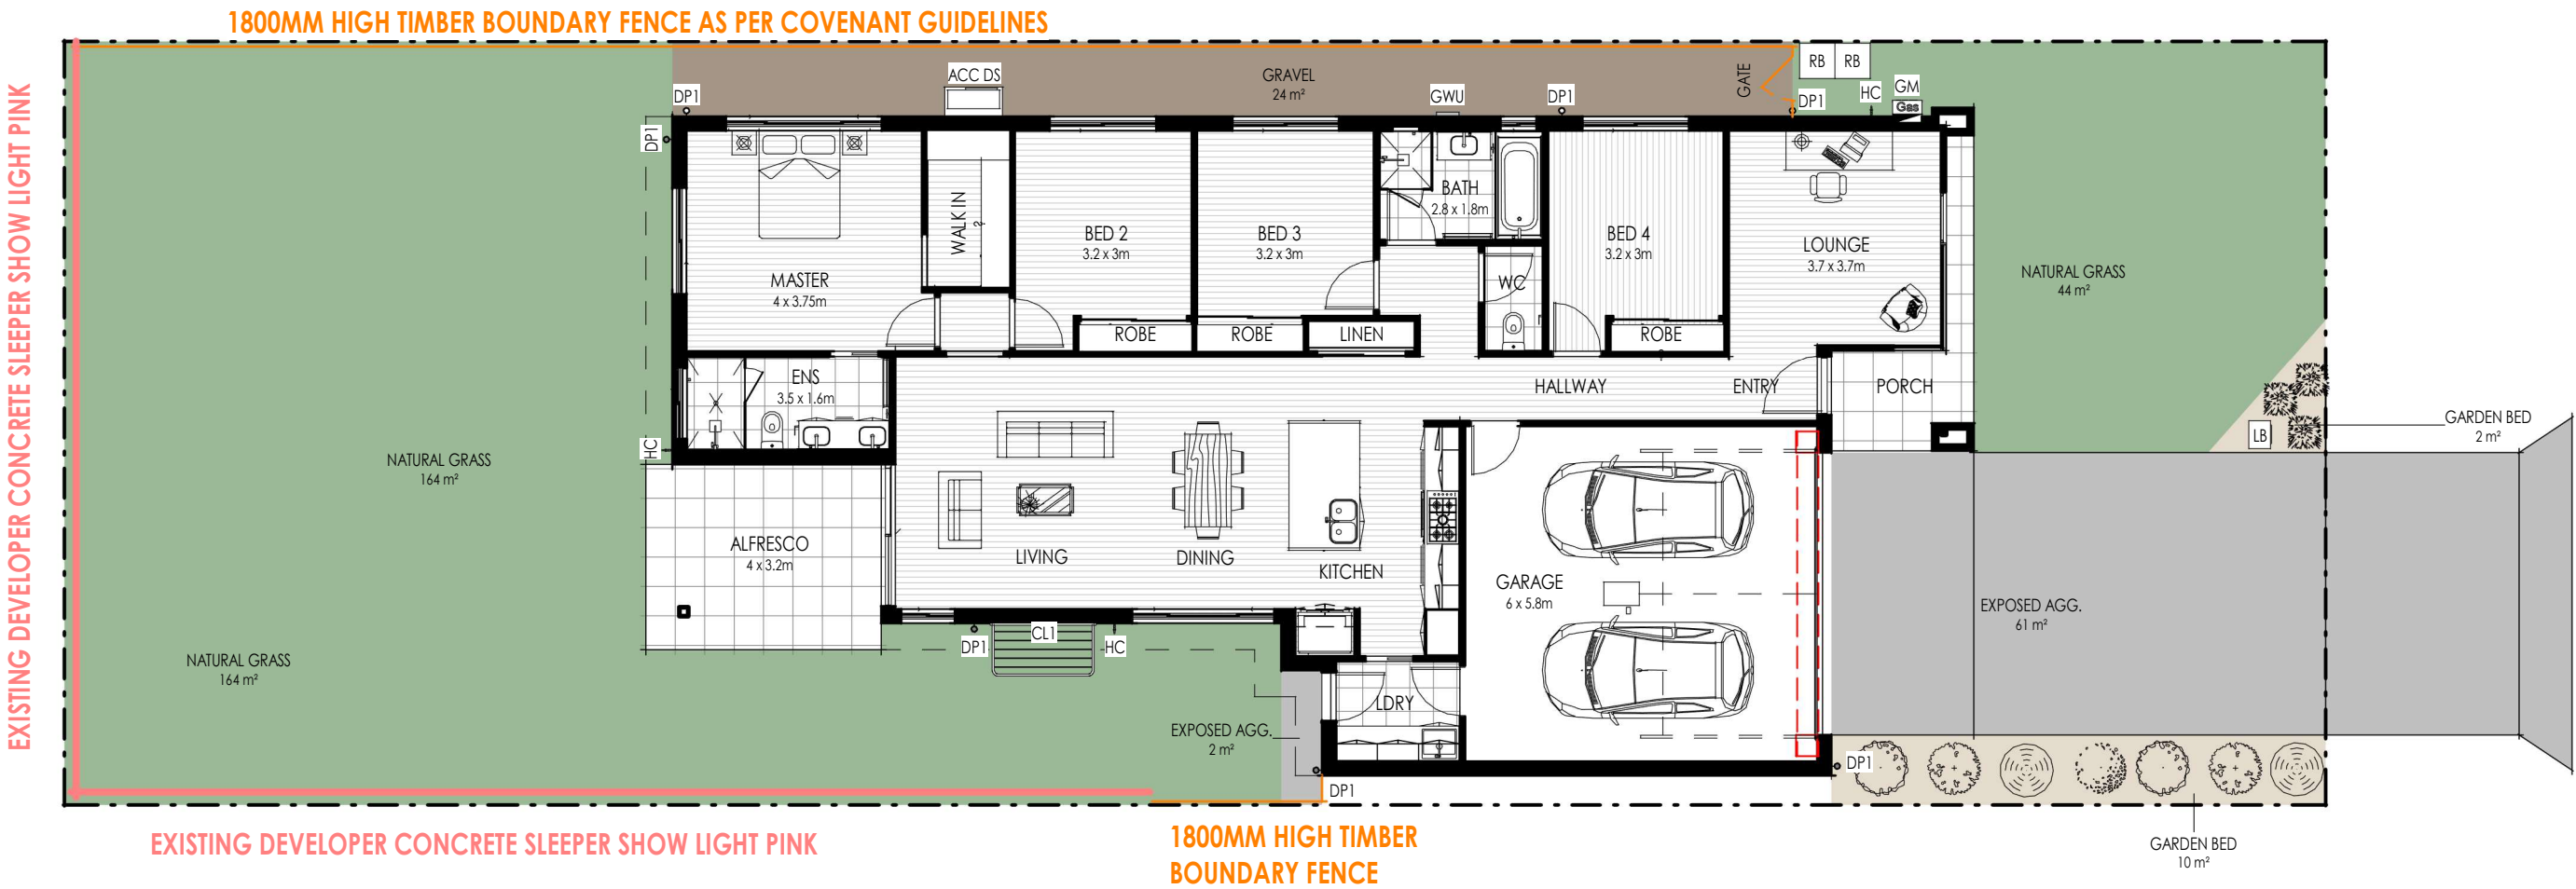 1800MM HIGH TIMBER BOUNDARY FENCE AS PER COVENANT GUIDELINES
EXISTING DEVELOPER CONCRETE SLEEPER SHOW LIGHT PINK
ACC DS
GRAVEL
24 m²
GATE
RB
RB
DP1
GWU
DP1
DP1
HC
GM
Gas
DP1
WALK IN
BATH
2.8 x 1.8m
BED 2
3.2 x 3m
BED 3
3.2 x 3m
BED 4
3.2 x 3m
LOUNGE
3.7 x 3.7m
MASTER
4 x 3.75m
WC
NATURAL GRASS
44 m²
ROBE
ROBE
LINEN
ROBE
ENS
3.5 x 1.6m
HALLWAY
ENTRY
PORCH
HC
LB
GARDEN BED
2 m²
NATURAL GRASS
164 m²
ALFRESCO
4 x 3.2m
LIVING
DINING
KITCHEN
GARAGE
6 x 5.8m
EXPOSED AGG.
61 m²
DP1
CL1
HC
NATURAL GRASS
164 m²
LDRY
EXPOSED AGG.
2 m²
DP1
DP1
EXISTING DEVELOPER CONCRETE SLEEPER SHOW LIGHT PINK
1800MM HIGH TIMBER
BOUNDARY FENCE
GARDEN BED
10 m²